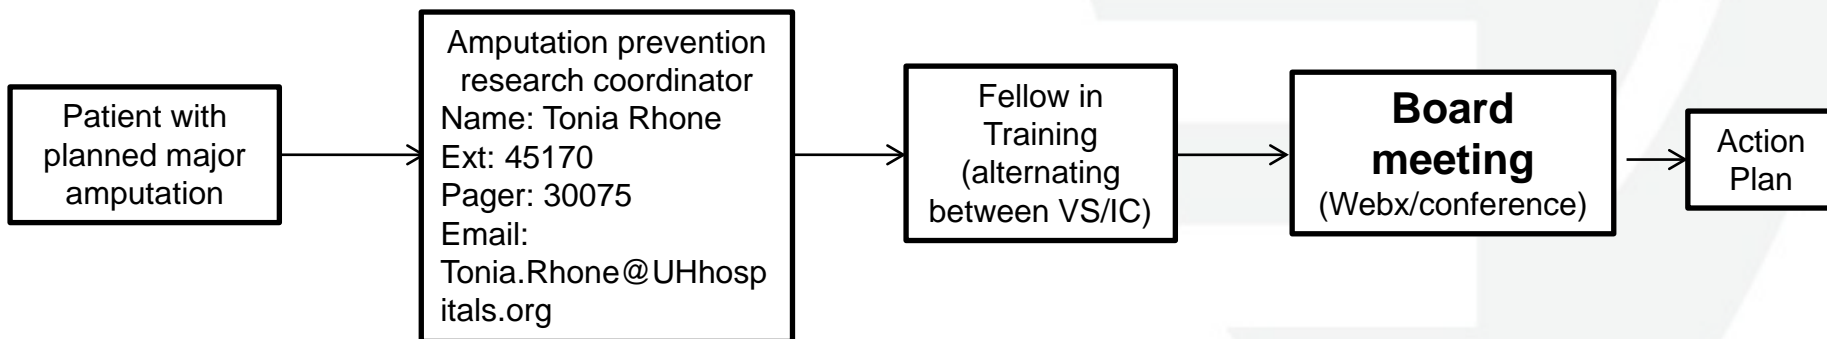 Patient with
planned major
amputation
Amputation prevention
research coordinator
Name: Tonia Rhone
Ext: 45170
Pager: 30075
Email:
Tonia.Rhone@UHhosp
itals.org
Fellow in
Training
(alternating
between VS/IC)
Board
meeting
(Webx/conference)
Action
Plan